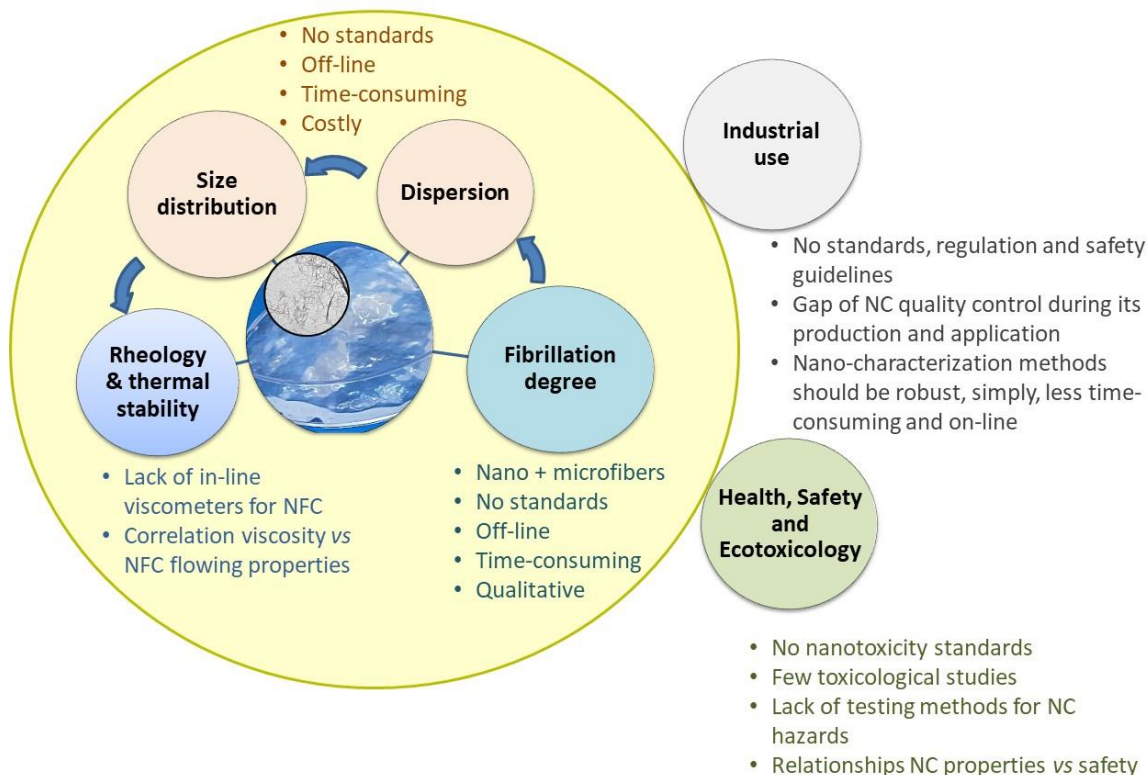 • No standards
• Off-line
• Time-consuming
• Costly
Size
distribution
Dispersion
Rheology
& thermal
stability
Fibrillation
degree
• Lack of in-line
viscometers for NFC
• Correlation viscosity vs
NFC flowing properties
• Nano + microfibers
• No standards
• Off-line
• Time-consuming
• Qualitative
Industrial
use
• No standards, regulation and safety
guidelines
• Gap of NC quality control during its
production and application
• Nano-characterization methods
should be robust, simply, less time-
consuming and on-line
Health, Safety
and
Ecotoxicology
• No nanotoxicity standards
• Few toxicological studies
• Lack of testing methods for NC
hazards
• Relationships NC properties vs safety